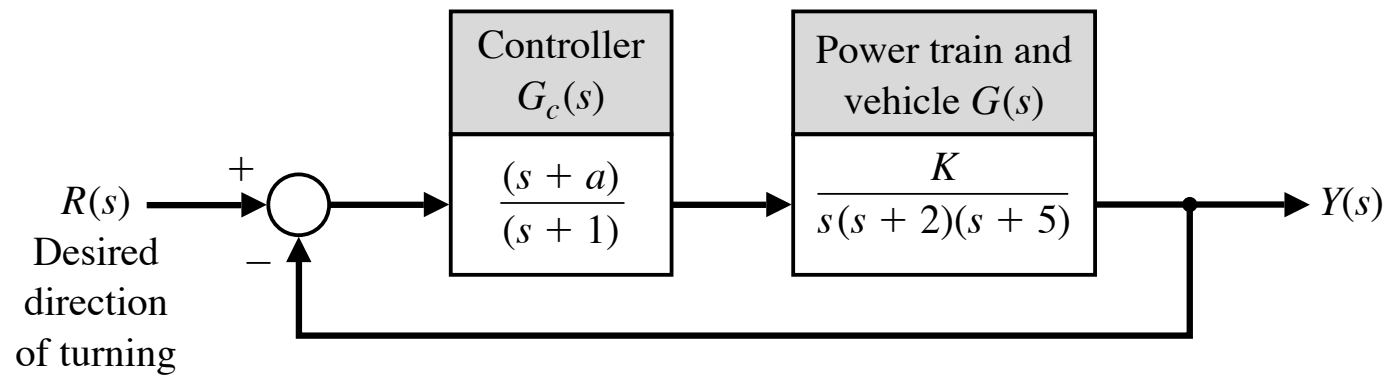 Controller
G_c(s)
(s + a)
(s + 1)
Power train and
vehicle G(s)
K
s(s + 2)(s + 5)
+
R(s)
−
Desired
direction
of turning
Y(s)